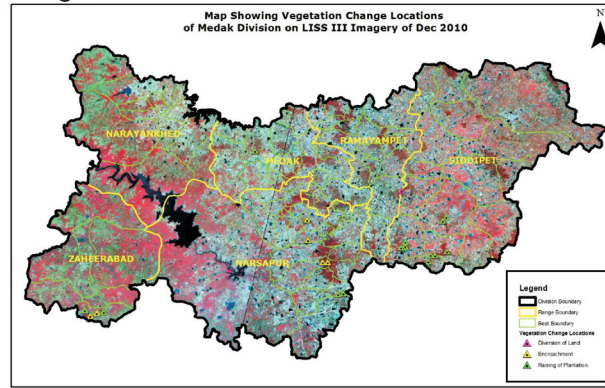 Map Showing Vegetation Change Locations
of Medak Division on LISS III Imagery of Dec 2010
N
NARAYANKHED
MEDAK
RAMAYAMPET
SIDDIPET
ZAHEERABAD
NARSAPUR
Legend
Division Boundary
Range Boundary
Beat Boundary
Vegetation Change Locations
Diversion of Land
Encroachment
Raising of Plantation